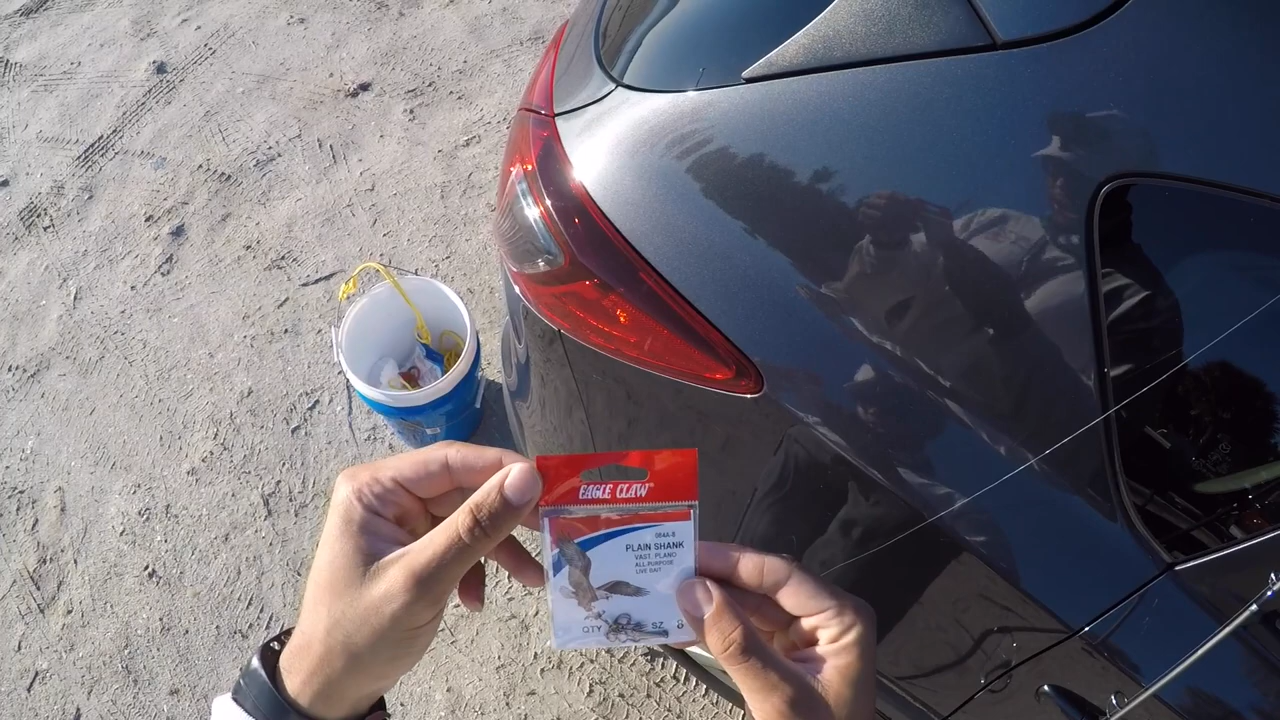 EAGLE CLAW
084A-8
PLAIN SHANK
VAST. PLANO
ALL-PURPOSE
LIVE BAIT
QTY SZ 8